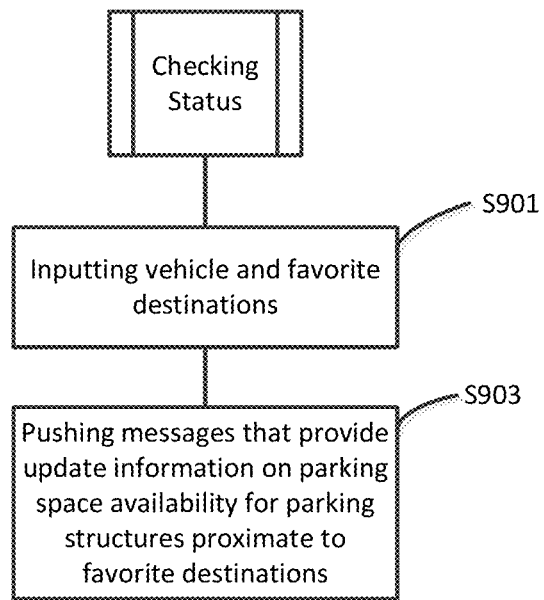 Checking
Status
S901
Inputting vehicle and favorite
destinations
S903
Pushing messages that provide
update information on parking
space availability for parking
structures proximate to
favorite destinations